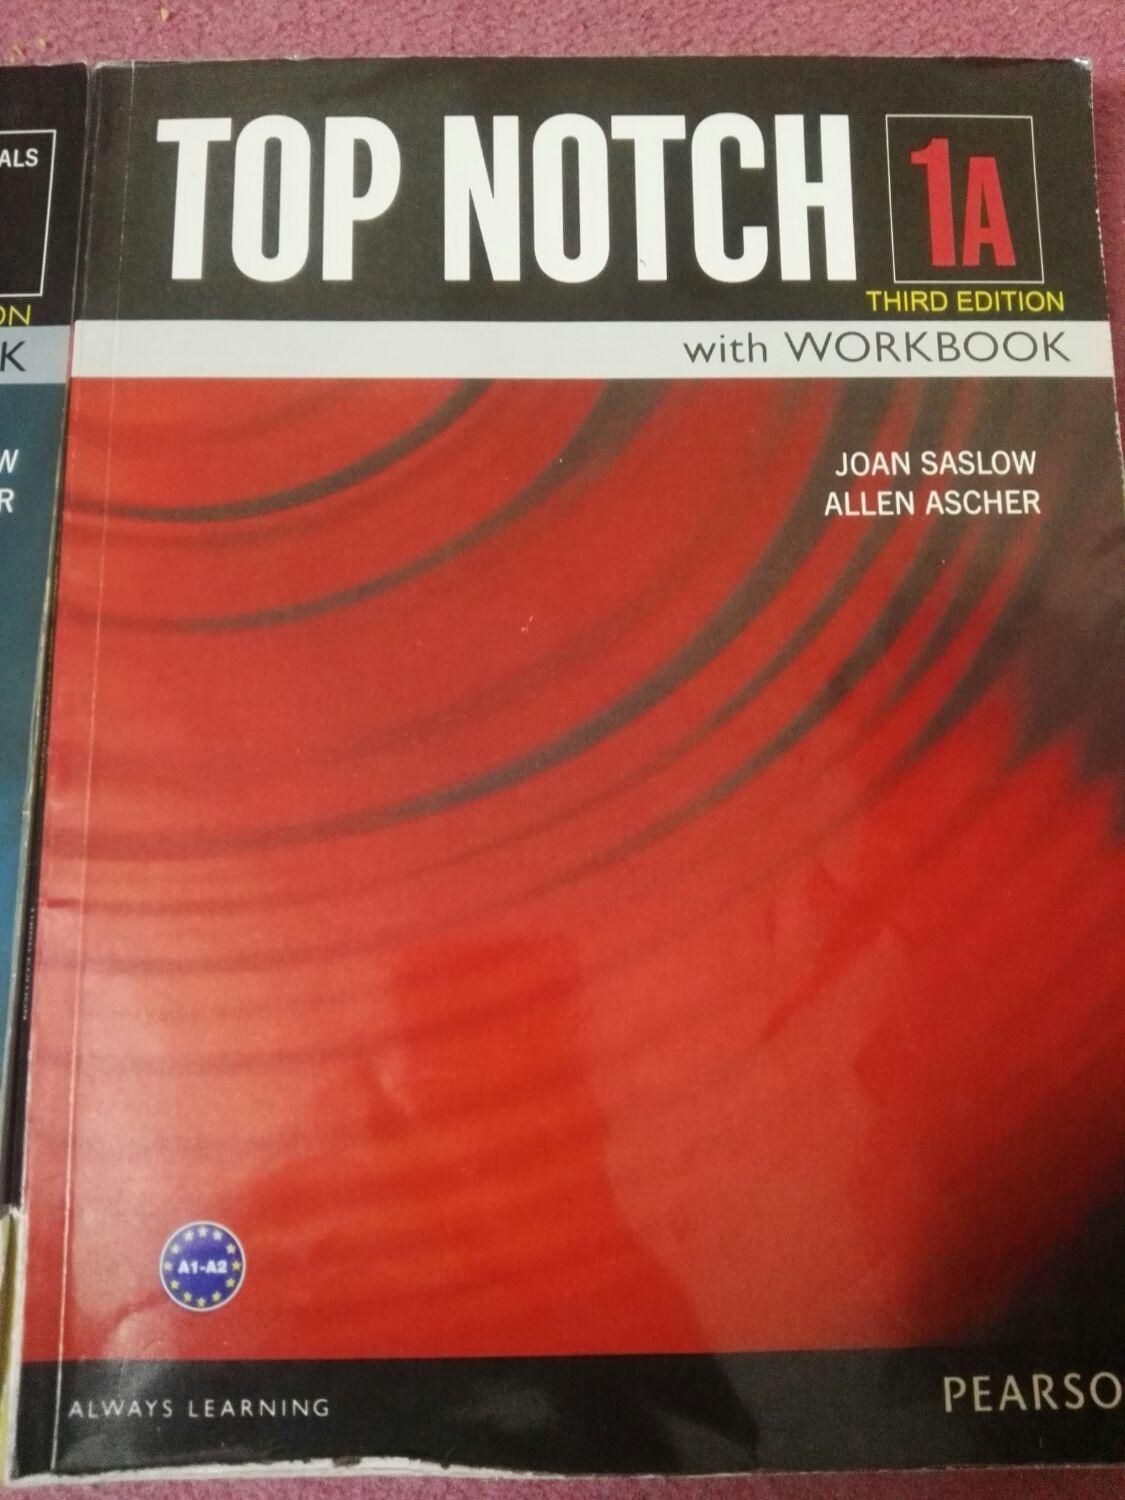 ALS
ON
K
W
R
TOP NOTCH 1A
THIRD EDITION
with WORKBOOK
JOAN SASLOW
ALLEN ASCHER
A1-A2
ALWAYS LEARNING
PEARSO